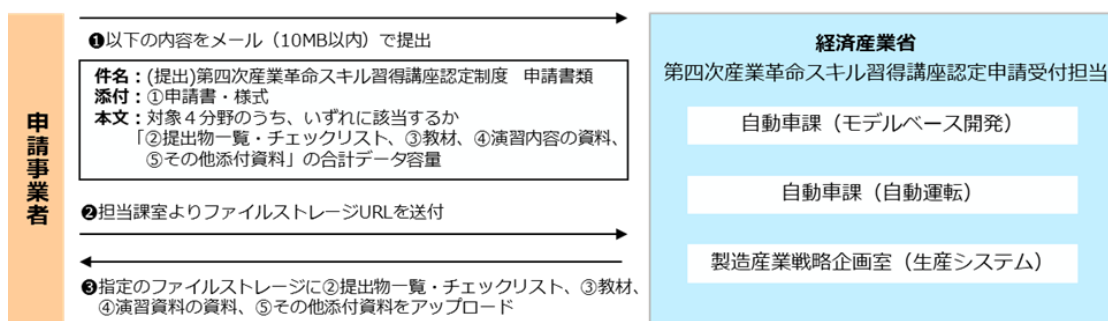 申請事業者
❶以下の内容をメール（10MB以内）で提出
件名：(提出)第四次産業革命スキル習得講座認定制度　申請書類
添付：①申請書・様式
本文：対象４分野のうち、いずれに該当するか
「②提出物一覧・チェックリスト、③教材、④演習内容の資料、
⑤その他添付資料」の合計データ容量
❷担当課室よりファイルストレージURLを送付
❸指定のファイルストレージに②提出物一覧・チェックリスト、③教材、
④演習資料の資料、⑤その他添付資料をアップロード
経済産業省
第四次産業革命スキル習得講座認定申請受付担当
自動車課（モデルベース開発）
自動車課（自動運転）
製造産業戦略企画室（生産システム）